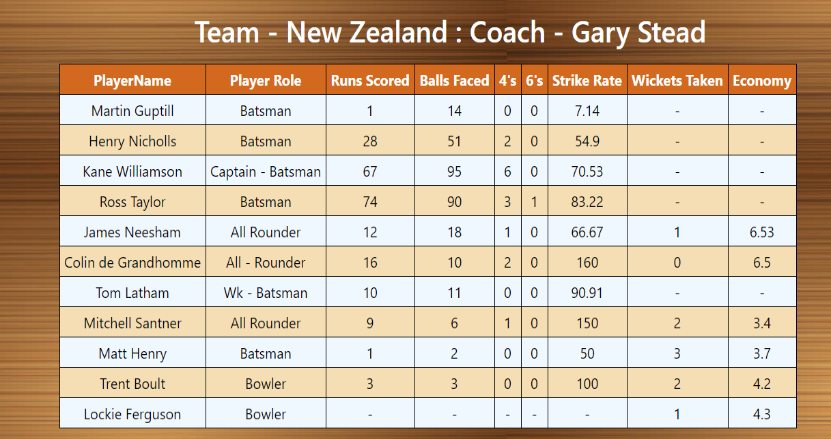 Team - New Zealand : Coach - Gary Stead
PlayerName Player Role Runs Scored Balls Faced 4's 6's Strike Rate Wickets Taken Economy
Martin Guptill Batsman 1 14 0 0 7.14 - -
Henry Nicholls Batsman 28 51 2 0 54.9 - -
Kane Williamson Captain - Batsman 67 95 6 0 70.53 - -
Ross Taylor Batsman 74 90 3 1 83.22 - -
James Neesham All Rounder 12 18 1 0 66.67 1 6.53
Colin de Grandhomme All - Rounder 16 10 2 0 160 0 6.5
Tom Latham Wk - Batsman 10 11 0 0 90.91 - -
Mitchell Santner All Rounder 9 6 1 0 150 2 3.4
Matt Henry Batsman 1 2 0 0 50 3 3.7
Trent Boult Bowler 3 3 0 0 100 2 4.2
Lockie Ferguson Bowler - - - - - 1 4.3